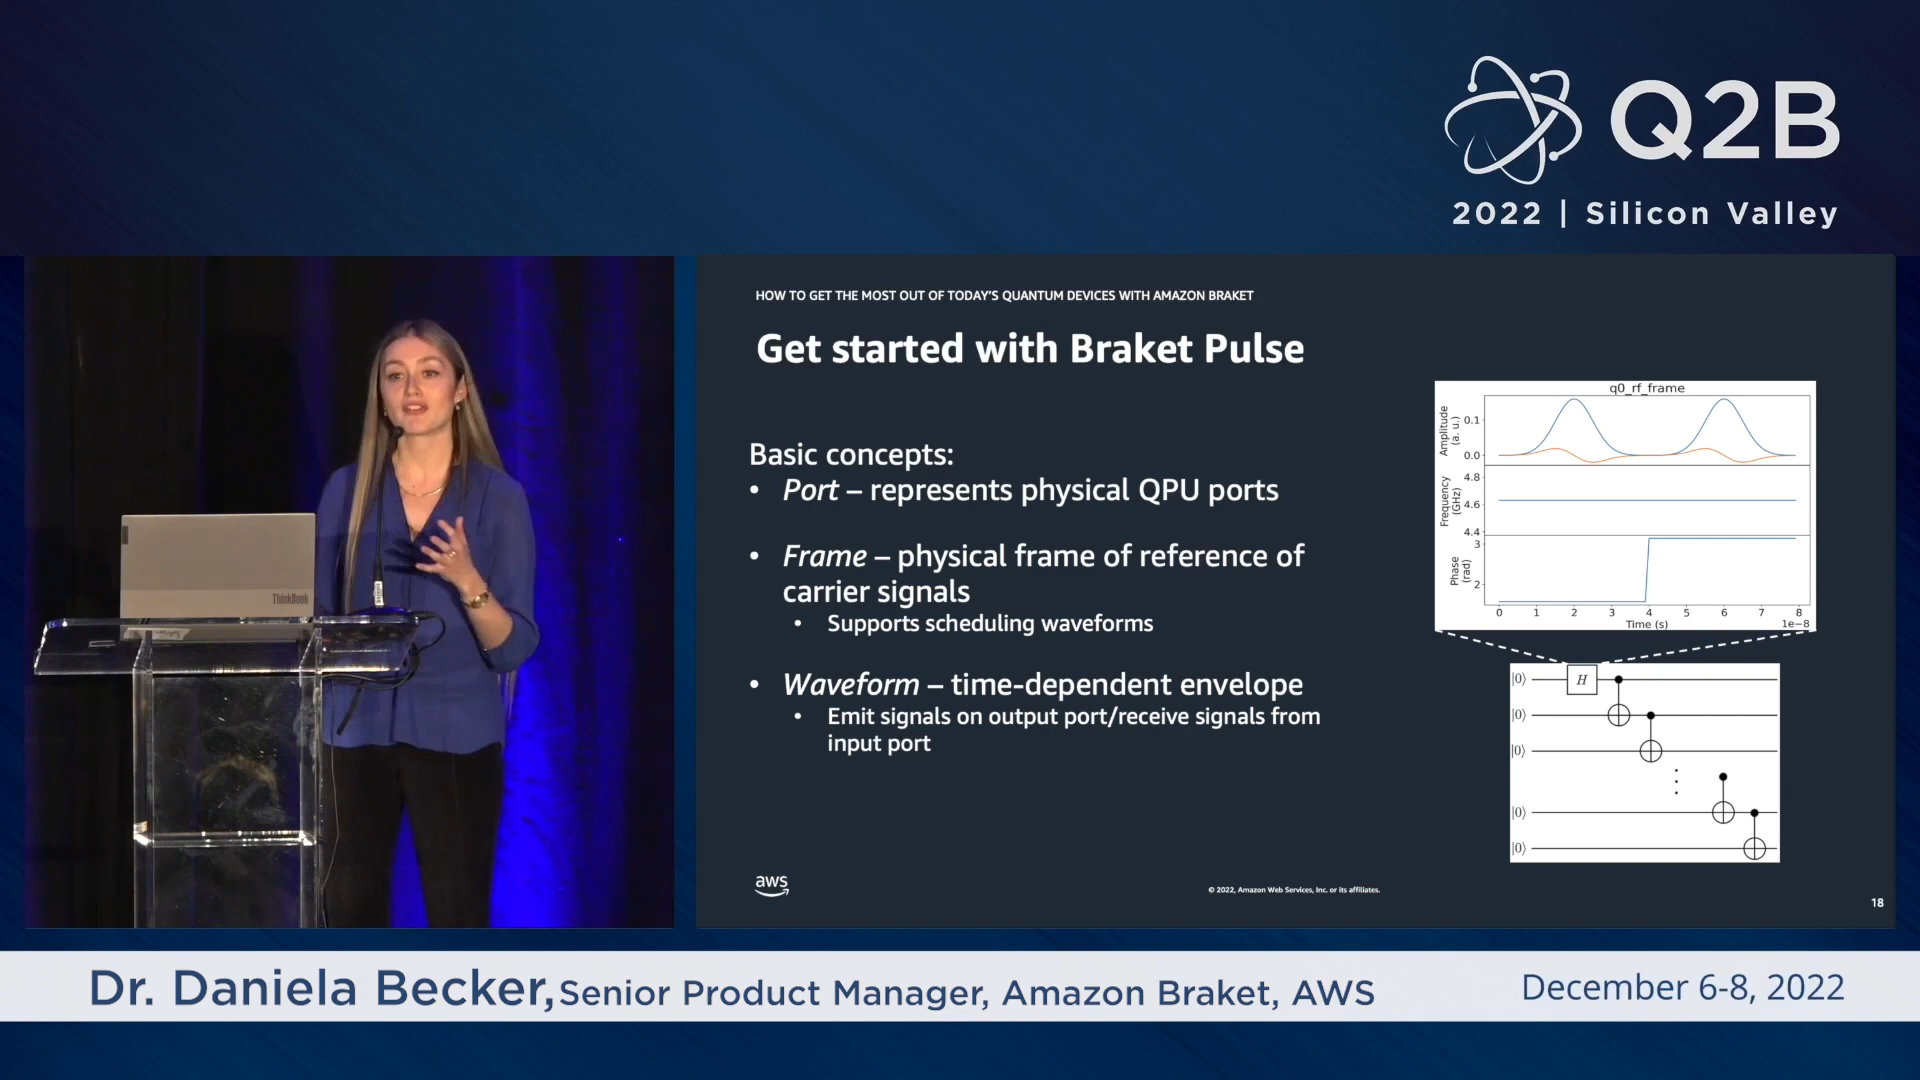 Q2B
2022 | Silicon Valley
HOW TO GET THE MOST OUT OF TODAY'S QUANTUM DEVICES WITH AMAZON BRAKET
Get started with Braket Pulse
Basic concepts:
• Port – represents physical QPU ports
• Frame – physical frame of reference of
carrier signals
• Supports scheduling waveforms
• Waveform – time-dependent envelope
• Emit signals on output port/receive signals from
input port
q0_rf_frame
Amplitude
(a. u.)
0.1
0.0
Frequency
(GHz)
4.8
4.6
4.4
Phase
(rad)
3
2
0 1 2 3 4 5 6 7 8
Time (s)
1e−8
|0⟩ H
|0⟩
|0⟩
|0⟩
|0⟩
aws
© 2022, Amazon Web Services, Inc. or its affiliates.
18
ThinkBook
Dr. Daniela Becker, Senior Product Manager, Amazon Braket, AWS
December 6-8, 2022